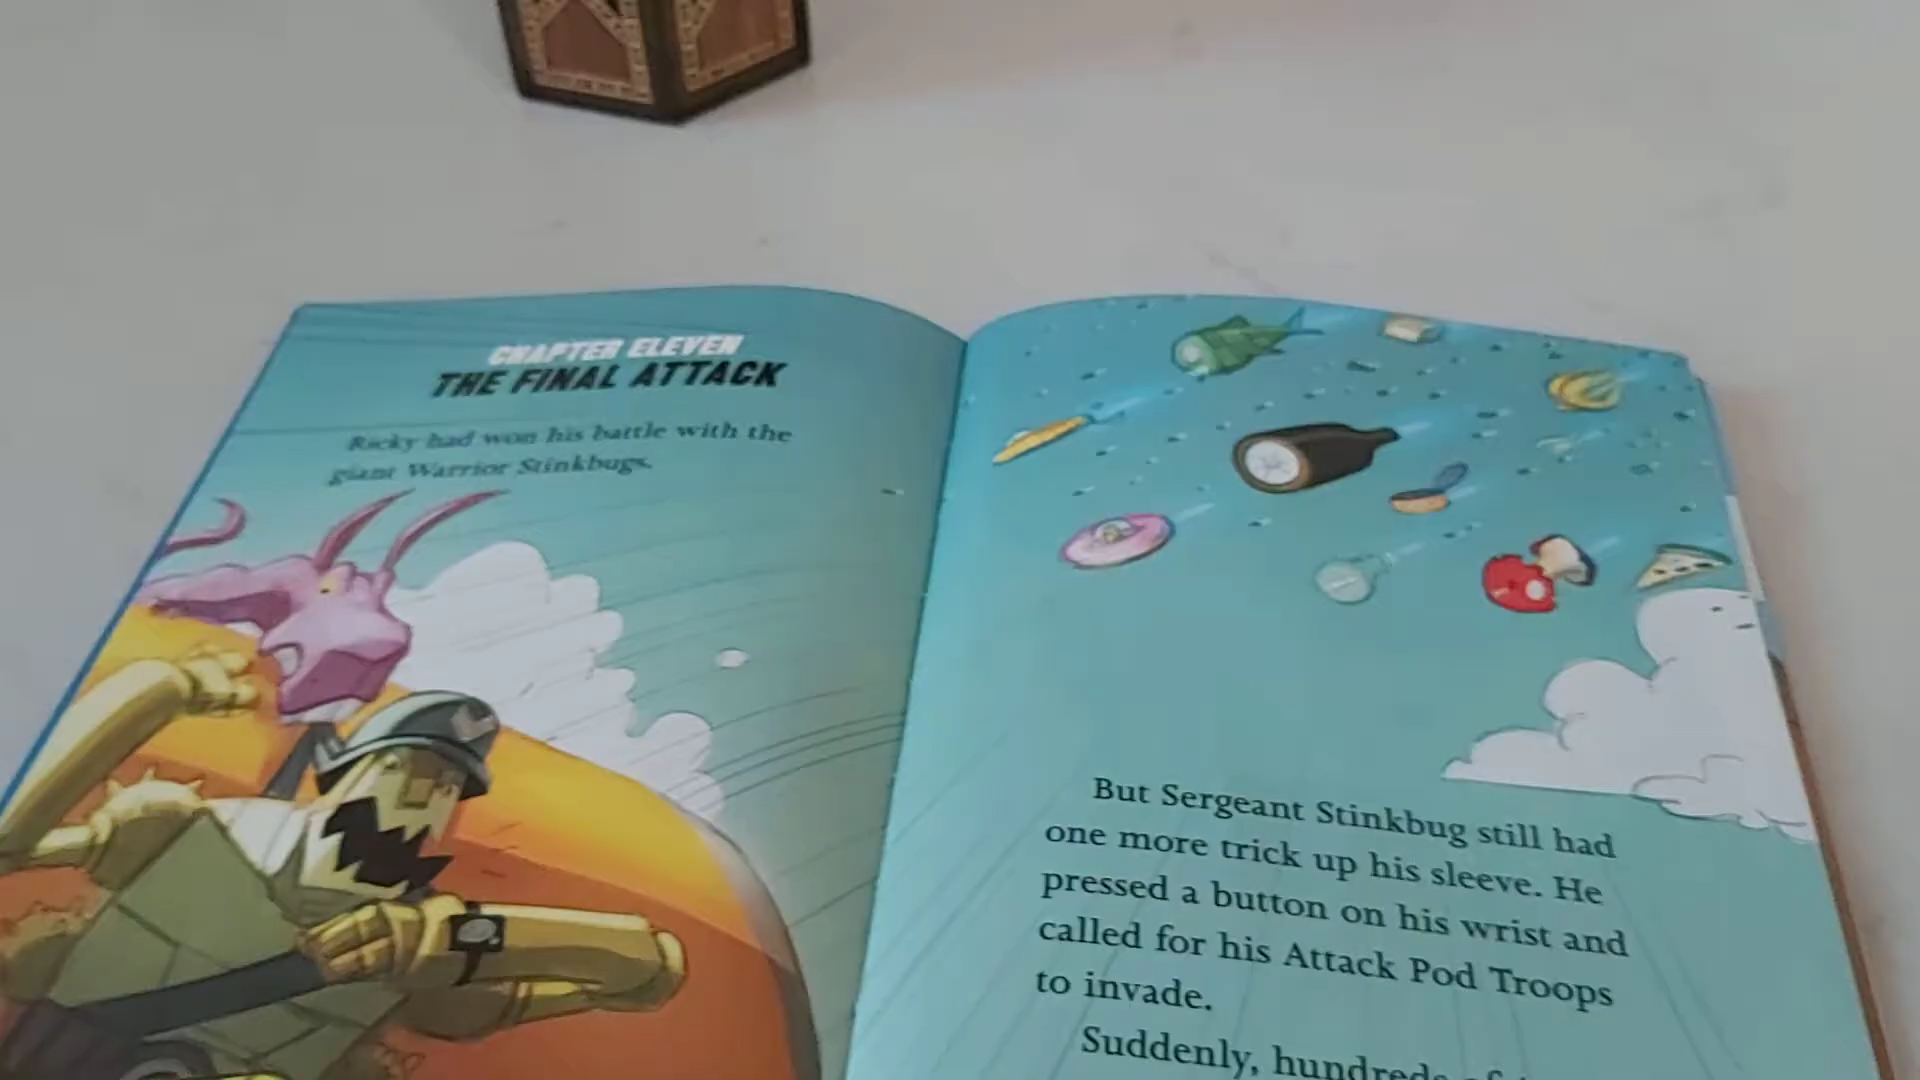 CHAPTER ELEVEN
THE FINAL ATTACK
Ricky had won his battle with the
giant Warrior Stinkbugs.
But Sergeant Stinkbug still had
one more trick up his sleeve. He
pressed a button on his wrist and
called for his Attack Pod Troops
to invade.
Suddenly, hundreds of